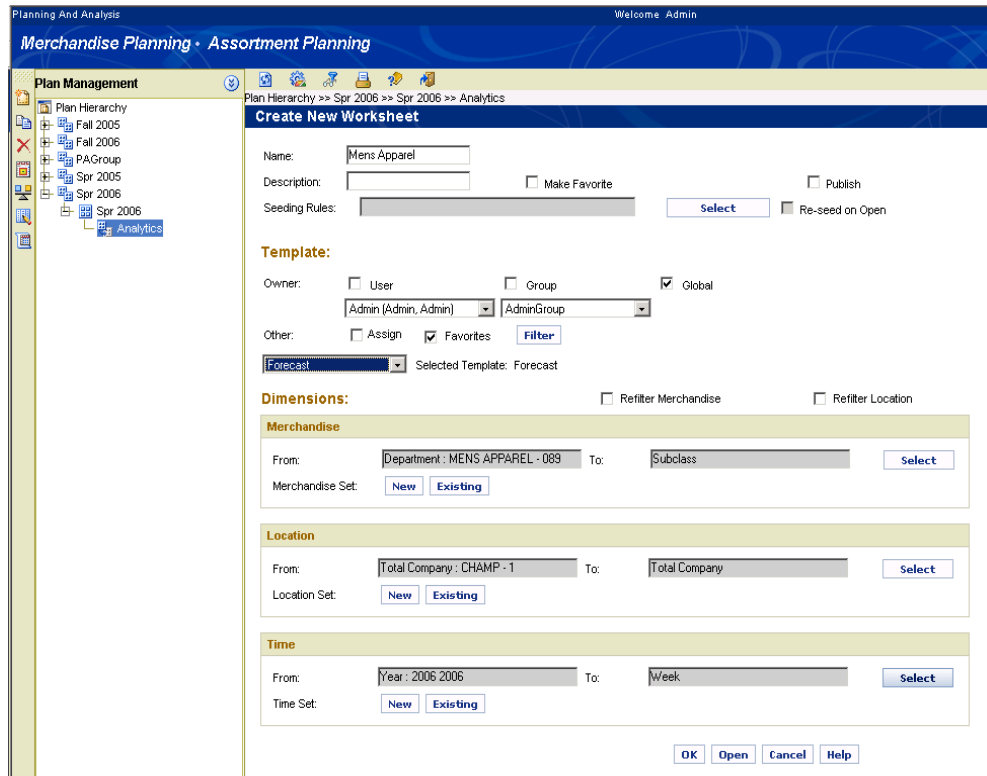 Planning And Analysis Welcome Admin
Merchandise Planning • Assortment Planning
Plan Management
Plan Hierarchy
Fall 2005
Fall 2006
PAGroup
Spr 2005
Spr 2006
Spr 2006
Analytics
Plan Hierarchy >> Spr 2006 >> Spr 2006 >> Analytics
Create New Worksheet
Name: Mens Apparel
Description: Make Favorite Publish
Seeding Rules: Select Re-seed on Open
Template:
Owner: User Group Global
Admin (Admin, Admin) AdminGroup
Other: Assign Favorites Filter
Forecast Selected Template: Forecast
Dimensions: Refilter Merchandise Refilter Location
Merchandise
From: Department : MENS APPAREL - 089 To: Subclass Select
Merchandise Set: New Existing
Location
From: Total Company : CHAMP - 1 To: Total Company Select
Location Set: New Existing
Time
From: Year : 2006 2006 To: Week Select
Time Set: New Existing
OK Open Cancel Help